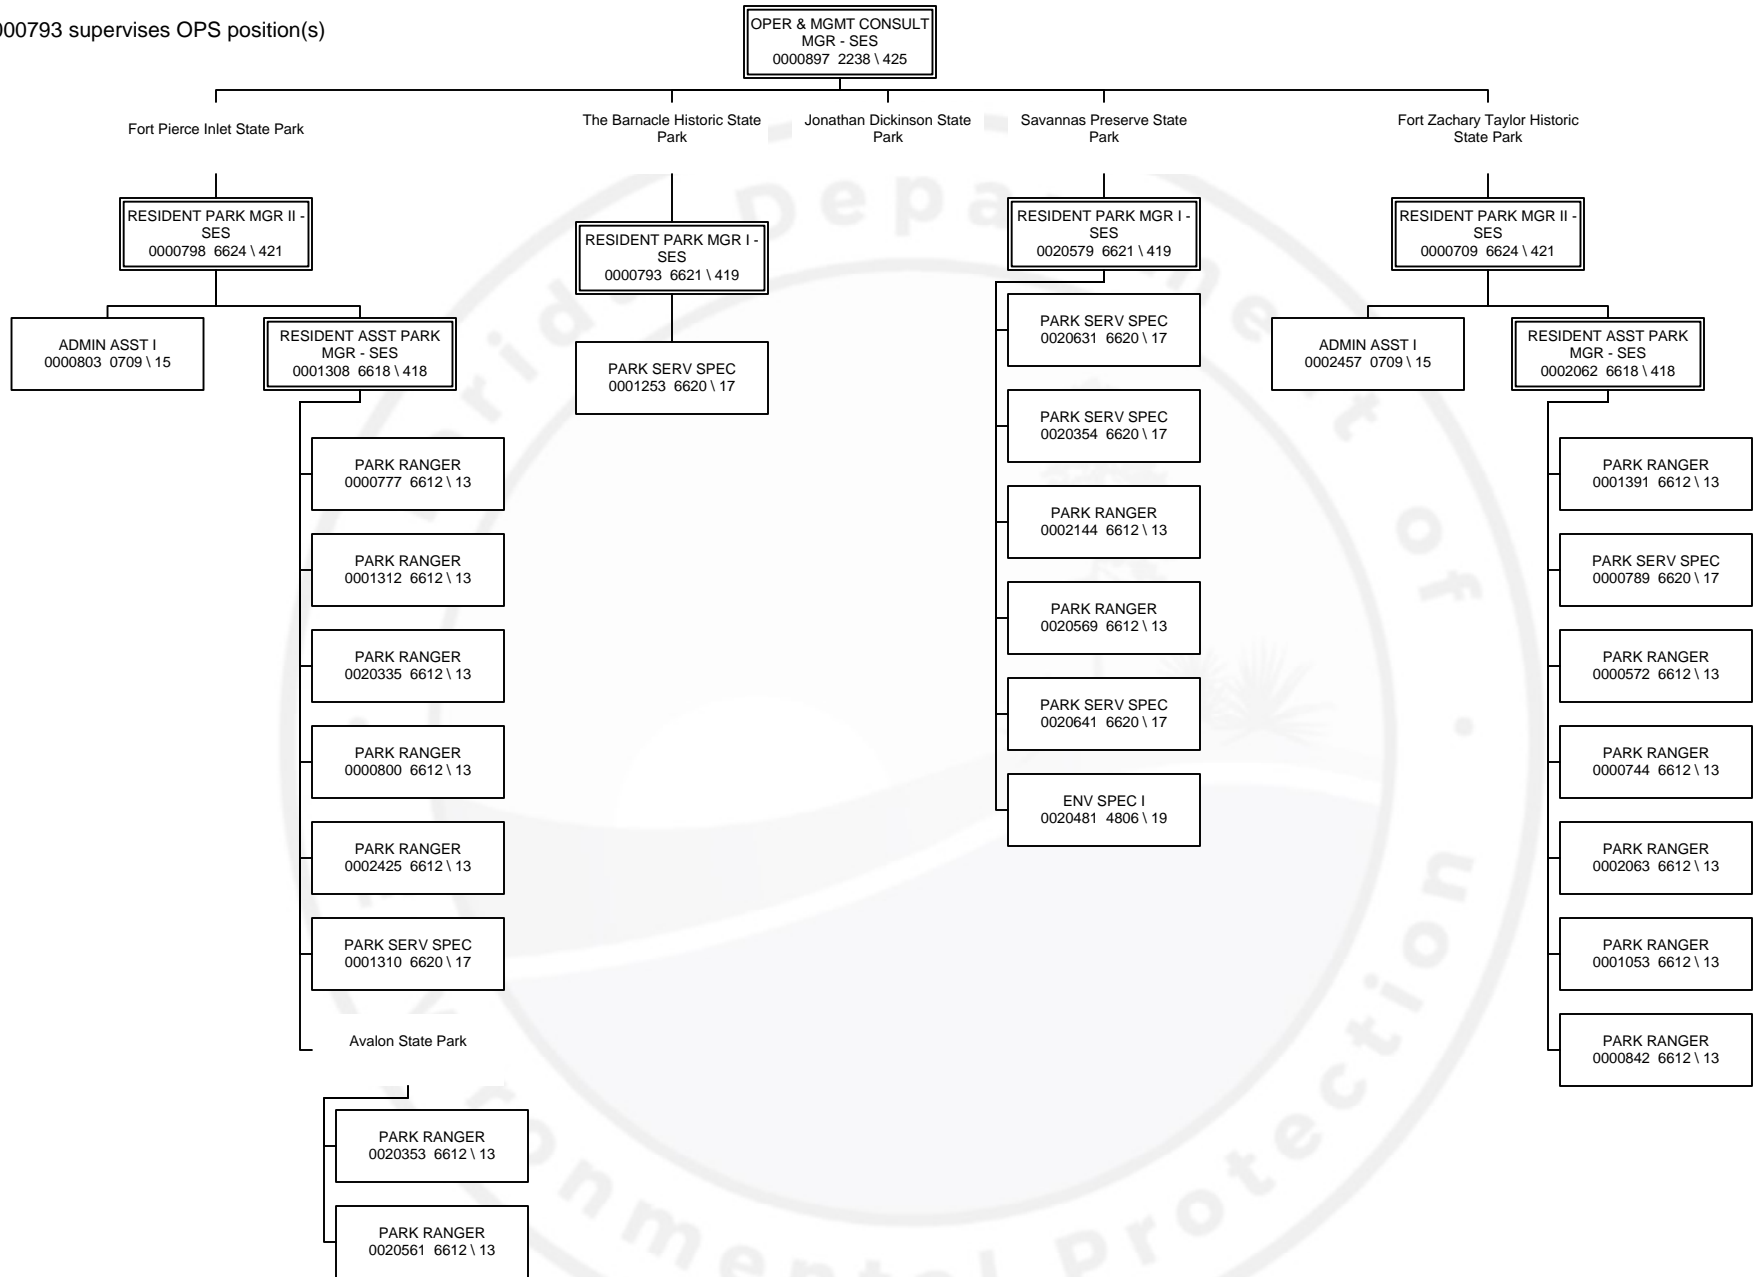 000793 supervises OPS position(s)
OPER & MGMT CONSULT
MGR - SES
0000897 2238 \ 425
Fort Pierce Inlet State Park
The Barnacle Historic State
Park
Jonathan Dickinson State
Park
Savannas Preserve State
Park
Fort Zachary Taylor Historic
State Park
RESIDENT PARK MGR II -
SES
0000798 6624 \ 421
ADMIN ASST I
0000803 0709 \ 15
RESIDENT ASST PARK
MGR - SES
0001308 6618 \ 418
PARK RANGER
0000777 6612 \ 13
PARK RANGER
0001312 6612 \ 13
PARK RANGER
0020335 6612 \ 13
PARK RANGER
0000800 6612 \ 13
PARK RANGER
0002425 6612 \ 13
PARK SERV SPEC
0001310 6620 \ 17
Avalon State Park
PARK RANGER
0020353 6612 \ 13
PARK RANGER
0020561 6612 \ 13
RESIDENT PARK MGR I -
SES
0000793 6621 \ 419
PARK SERV SPEC
0001253 6620 \ 17
RESIDENT PARK MGR I -
SES
0020579 6621 \ 419
PARK SERV SPEC
0020631 6620 \ 17
PARK SERV SPEC
0020354 6620 \ 17
PARK RANGER
0002144 6612 \ 13
PARK RANGER
0020569 6612 \ 13
PARK SERV SPEC
0020641 6620 \ 17
ENV SPEC I
0020481 4806 \ 19
RESIDENT PARK MGR II -
SES
0000709 6624 \ 421
ADMIN ASST I
0002457 0709 \ 15
RESIDENT ASST PARK
MGR - SES
0002062 6618 \ 418
PARK RANGER
0001391 6612 \ 13
PARK SERV SPEC
0000789 6620 \ 17
PARK RANGER
0000572 6612 \ 13
PARK RANGER
0000744 6612 \ 13
PARK RANGER
0002063 6612 \ 13
PARK RANGER
0001053 6612 \ 13
PARK RANGER
0000842 6612 \ 13